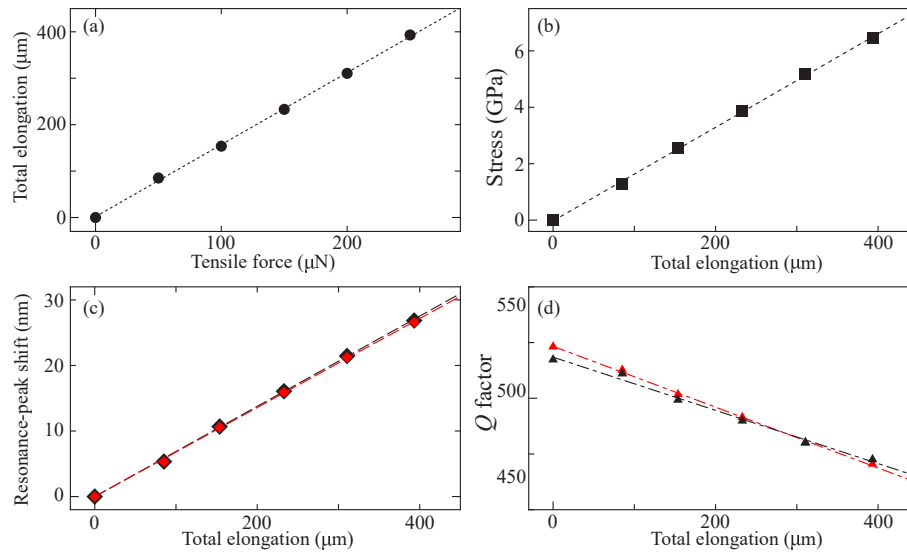 (a)
Total elongation (μm)
400
200
0
0
100
200
Tensile force (μN)
(b)
Stress (GPa)
6
4
2
0
0
200
400
Total elongation (μm)
(c)
Resonance-peak shift (nm)
30
20
10
0
0
200
400
Total elongation (μm)
(d)
Q factor
550
500
450
0
200
400
Total elongation (μm)